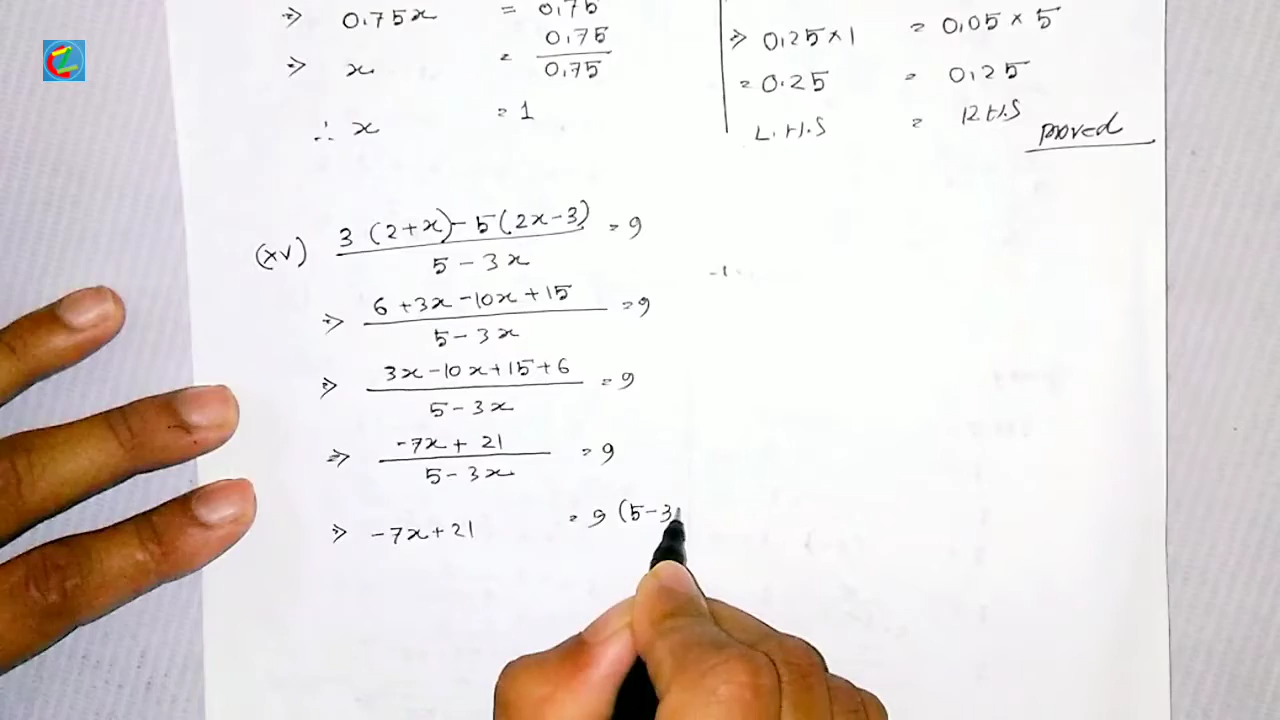 ⇒ 0.75x = 0.75
⇒ x = 0.75/0.75
∴ x = 1
⇒ 0.25×1 = 0.05×5
= 0.25 = 0.25
L.H.S = R.H.S proved
(xv) 3(2+x)-5(2x-3)/5-3x = 9
⇒ 6+3x-10x+15/5-3x = 9
⇒ 3x-10x+15+6/5-3x = 9
⇒ -7x+21/5-3x = 9
⇒ -7x+21 = 9(5-3